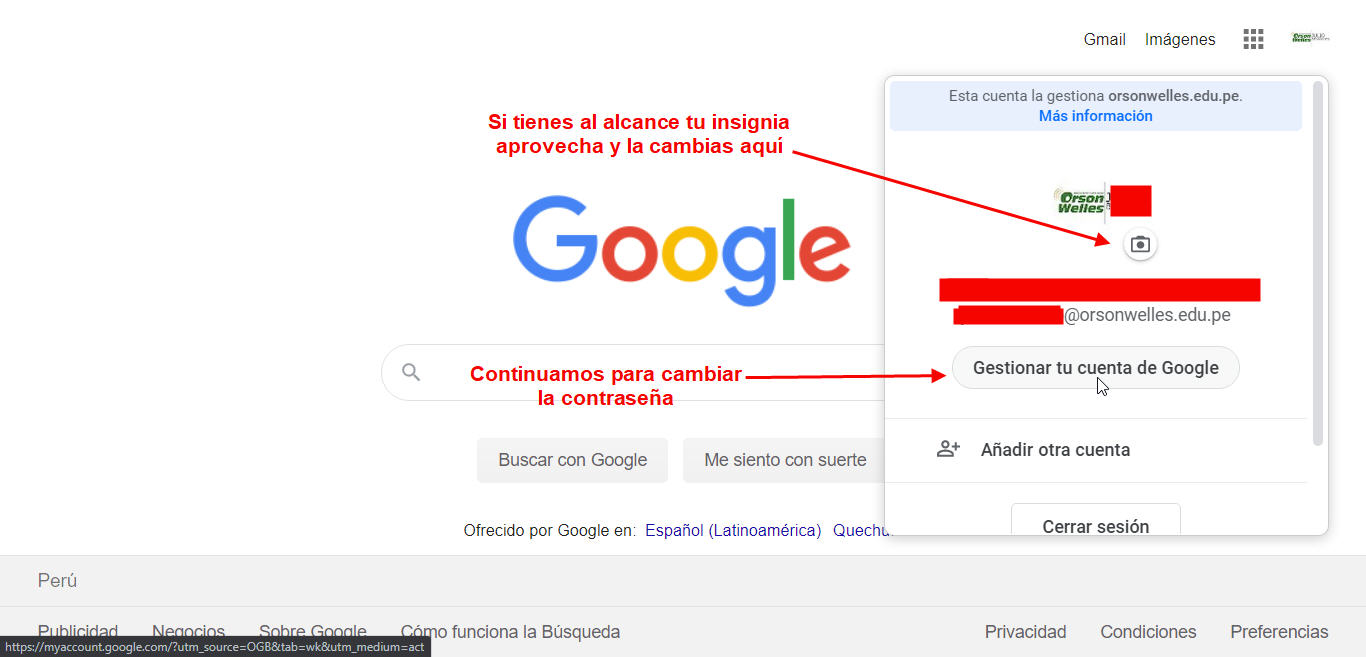 Gmail Imágenes
Esta cuenta la gestiona orsonwelles.edu.pe.
Más información
Si tienes al alcance tu insignia
aprovecha y la cambias aquí
Orson
Welles
Google
@orsonwelles.edu.pe
Continuamos para cambiar
la contraseña
Gestionar tu cuenta de Google
Añadir otra cuenta
Buscar con Google Me siento con suerte
Cerrar sesión
Ofrecido por Google en: Español (Latinoamérica) Quechu
Perú
Publicidad Negocios Sobre Google Cómo funciona la Búsqueda Privacidad Condiciones Preferencias
https://myaccount.google.com/?utm_source=OGB&tab=wk&utm_medium=act